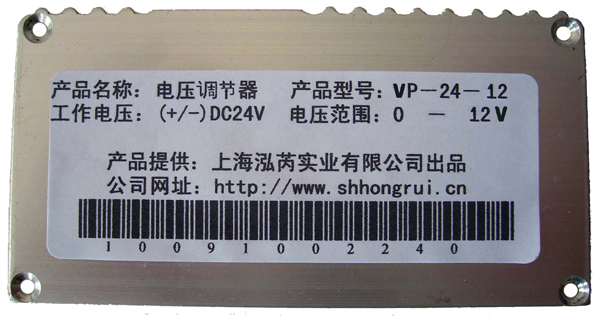 产品名称：电压调节器 产品型号：VP-24-12
工作电压：(+/-)DC24V 电压范围：0 - 12V
产品提供：上海泓芮实业有限公司出品
公司网址：http://www.shhongrui.cn
10091002240